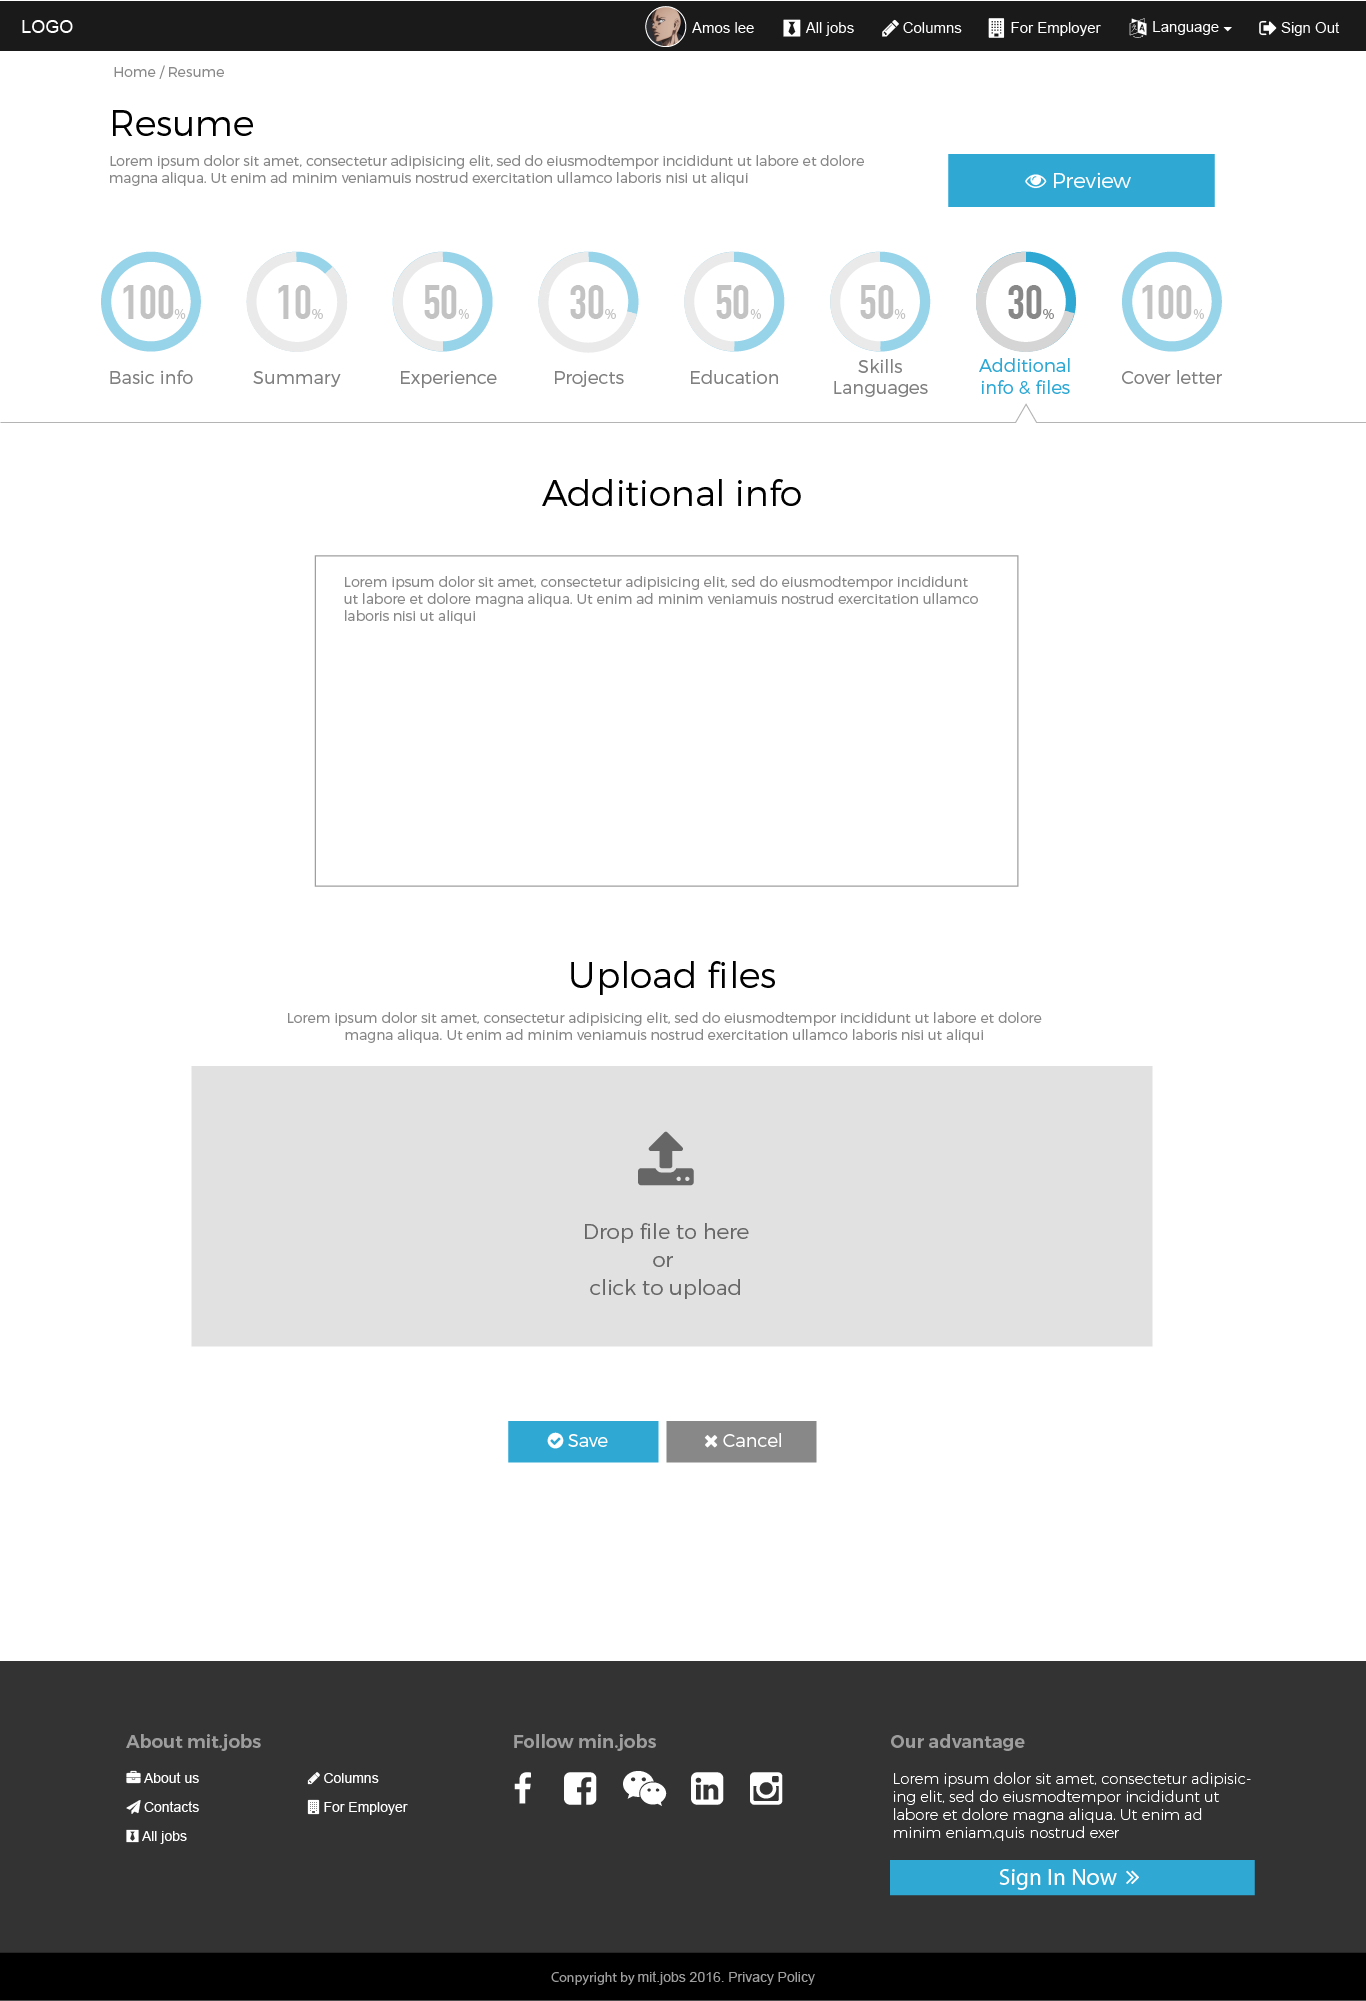 LOGO
Amos lee
All jobs
Columns
For Employer
Language
Sign Out
Home / Resume
Resume
Lorem ipsum dolor sit amet, consectetur adipisicing elit, sed do eiusmodtempor incididunt ut labore et dolore
magna aliqua. Ut enim ad minim veniamuis nostrud exercitation ullamco laboris nisi ut aliqui
Preview
100%
10%
50%
30%
50%
50%
30%
100%
Basic info
Summary
Experience
Projects
Education
Skills
Languages
Additional
info & files
Cover letter
Additional info
Lorem ipsum dolor sit amet, consectetur adipisicing elit, sed do eiusmodtempor incididunt
ut labore et dolore magna aliqua. Ut enim ad minim veniamuis nostrud exercitation ullamco
laboris nisi ut aliqui
Upload files
Lorem ipsum dolor sit amet, consectetur adipisicing elit, sed do eiusmodtempor incididunt ut labore et dolore
magna aliqua. Ut enim ad minim veniamuis nostrud exercitation ullamco laboris nisi ut aliqui
Drop file to here
or
click to upload
Save
Cancel
About mit.jobs
About us
Contacts
All jobs
Columns
For Employer
Follow min.jobs
Our advantage
Lorem ipsum dolor sit amet, consectetur adipisic-
ing elit, sed do eiusmodtempor incididunt ut
labore et dolore magna aliqua. Ut enim ad
minim eniam,quis nostrud exer
Sign In Now »
Conpyright by mit.jobs 2016. Privacy Policy